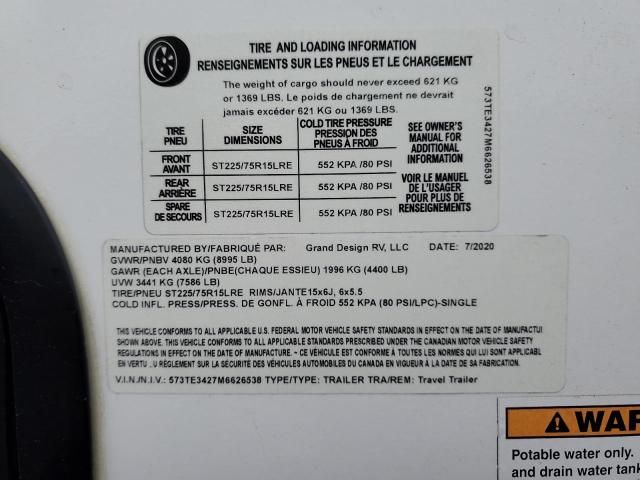 TIRE AND LOADING INFORMATION
RENSEIGNEMENTS SUR LES PNEUS ET LE CHARGEMENT
The weight of cargo should never exceed 621 KG
or 1369 LBS. Le poids de chargement ne devrait
jamais excéder 621 KG ou 1369 LBS.
TIRE
PNEU
SIZE
DIMENSIONS
COLD TIRE PRESSURE
PRESSION DES
PNEUS À FROID
SEE OWNER'S
MANUAL FOR
ADDITIONAL
INFORMATION
VOIR LE MANUEL
DE L'USAGER
POUR PLUS DE
RENSEIGNEMENTS
FRONT
AVANT
ST225/75R15LRE
552 KPA /80 PSI
REAR
ARRIÈRE
ST225/75R15LRE
552 KPA /80 PSI
SPARE
DE SECOURS
ST225/75R15LRE
552 KPA /80 PSI
573TE3427M6626538
MANUFACTURED BY/FABRIQUÉ PAR: Grand Design RV, LLC DATE: 7/2020
GVWR/PNBV 4080 KG (8995 LB)
GAWR (EACH AXLE)/PNBE(CHAQUE ESSIEU) 1996 KG (4400 LB)
UVW 3441 KG (7586 LB)
TIRE/PNEU ST225/75R15LRE RIMS/JANTE15x6J, 6x5.5
COLD INFL. PRESS/PRESS. DE GONFL. À FROID 552 KPA (80 PSI/LPC)-SINGLE
THIS VEHICLE CONFORMS TO ALL APPLICABLE U.S. FEDERAL MOTOR VEHICLE SAFETY STANDARDS IN EFFECT ON THE DATE OF MANUFACTUI
SHOWN ABOVE. THIS VEHICLE CONFORMS TO ALL APPLICABLE STANDARDS PRESCRIBED UNDER THE CANADIAN MOTOR VEHICLE SAFETY
REGULATIONS IN EFFECT ON THE DATE OF MANUFACTURE. ~ CE VÉHICULE EST CONFORME À TOUTES LES NORMES QUI LUI SONT APPLICABL
EN VERTU . U RÈGLEMENT SUR LA SÉCURITÉ DES VÉHICULES AUTOMOBILES DU CANADA EN VIGUEUR À LA DATE DE SA FABRICATION.
V.I.N./N.I.V.: 573TE3427M6626538 TYPE/TYPE: TRAILER TRA/REM: Travel Trailer
WAR
Potable water only.
and drain water tank